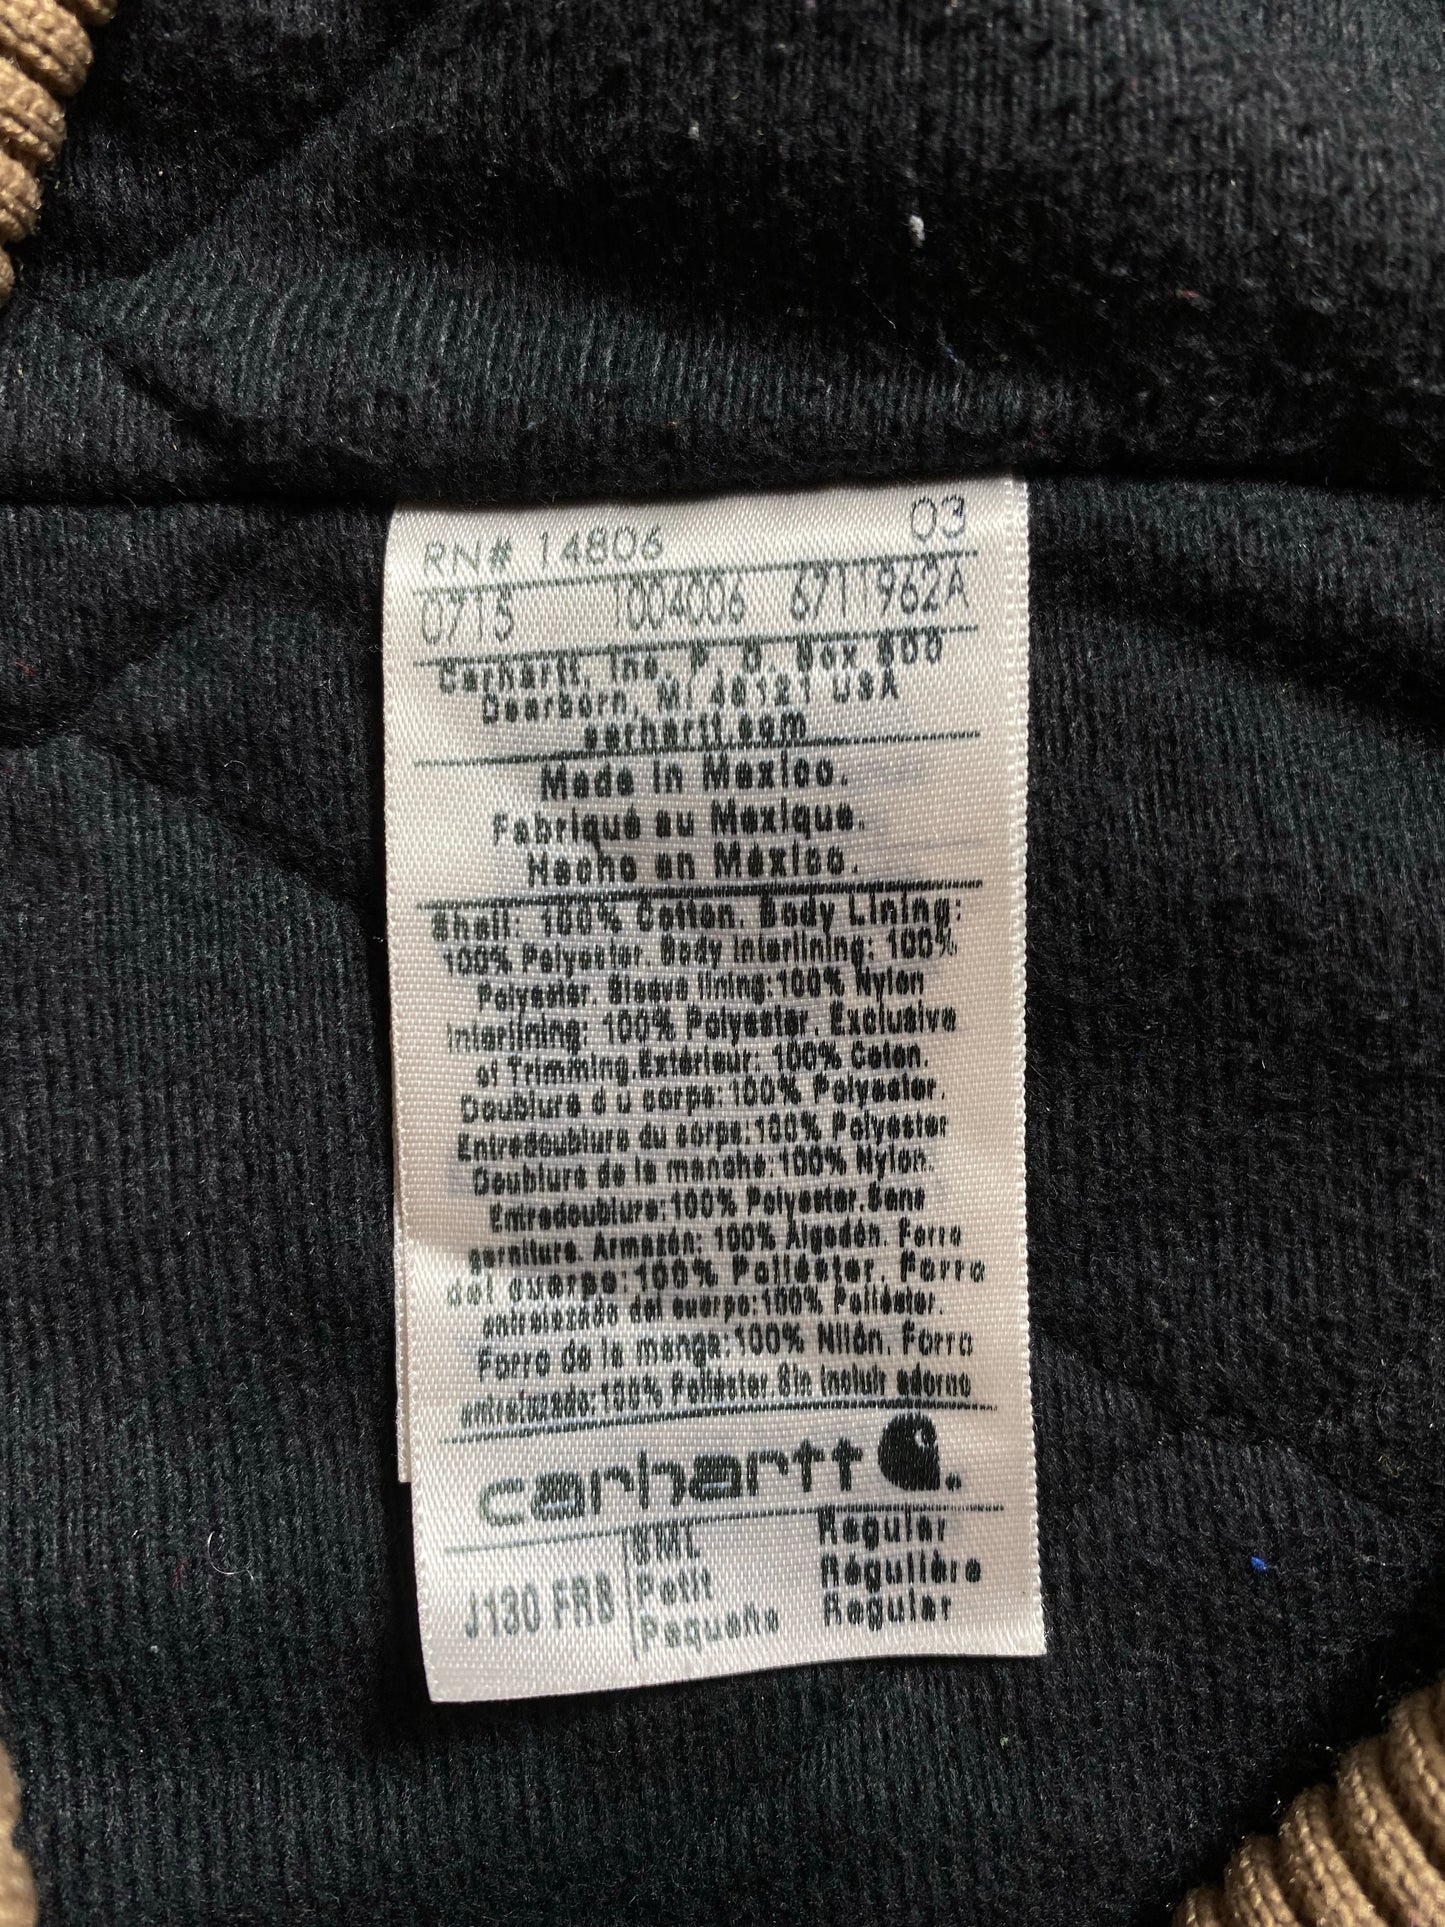 RN# 14806 03
0715 1004006 6711962A
Carhartt, Inc. P. O. Box 600
Dearborn, MI 48121 USA
carhartt.com
Made in Mexico.
Fabriqué au Mexique.
Hecho en México.
Shell: 100% Cotton. Body Lining:
100% Polyester. Body Interlining: 100%
Polyester. Sleeve lining:100% Nylon
Interlining: 100% Polyester. Exclusive
of Trimming.Extérieur: 100% Coton.
Doublure d u corps:100% Polyester.
Entredoublure du corps:100% Polyester
Doublure de la manche:100% Nylon.
Entredoublure:100% Polyester.Sans
garniture. Armazón: 100% Algodón. Forro
del cuerpo:100% Poliéster. Forro
entrelazado del cuerpo:100% Poliéster.
Forro de la manga:100% Nilón. Forro
entrelazado:100% Poliéster.Sin incluir adorno
carhartt
J130 FRB SML Regular
Petit Régulière
Pequeño Regular